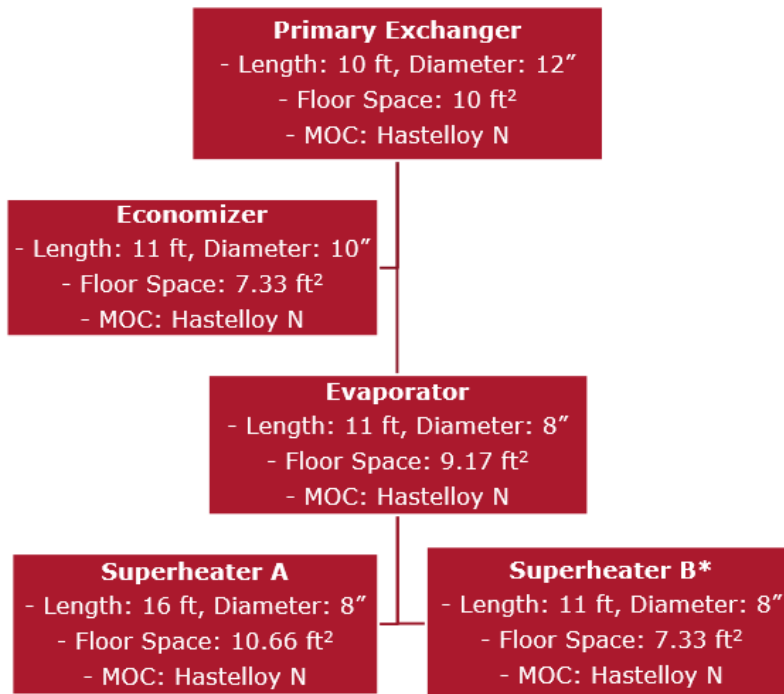 Primary Exchanger
- Length: 10 ft, Diameter: 12″
- Floor Space: 10 ft²
- MOC: Hastelloy N
Economizer
- Length: 11 ft, Diameter: 10″
- Floor Space: 7.33 ft²
- MOC: Hastelloy N
Evaporator
- Length: 11 ft, Diameter: 8″
- Floor Space: 9.17 ft²
- MOC: Hastelloy N
Superheater A
- Length: 16 ft, Diameter: 8″
- Floor Space: 10.66 ft²
- MOC: Hastelloy N
Superheater B*
- Length: 11 ft, Diameter: 8″
- Floor Space: 7.33 ft²
- MOC: Hastelloy N